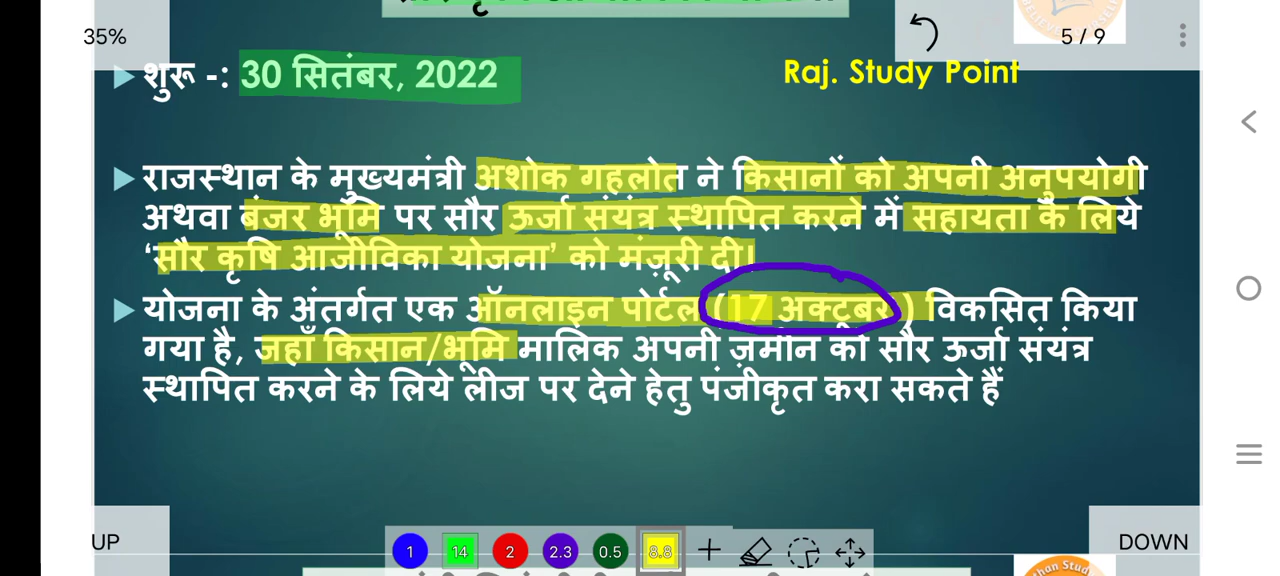 35%
5 / 9
शुरू -: 30 सितंबर, 2022
Raj. Study Point
राजस्थान के मुख्यमंत्री अशोक गहलोत ने किसानों को अपनी अनुपयोगी
अथवा बंजर भूमि पर सौर ऊर्जा संयंत्र स्थापित करने में सहायता के लिये
‘सौर कृषि आजीविका योजना’ को मंज़ूरी दी।
योजना के अंतर्गत एक ऑनलाइन पोर्टल (17 अक्टूबर) विकसित किया
गया है, जहाँ किसान/भूमि मालिक अपनी ज़मीन को सौर ऊर्जा संयंत्र
स्थापित करने के लिये लीज पर देने हेतु पंजीकृत करा सकते हैं
UP
DOWN
1 14 2 2.3 0.5 8.8